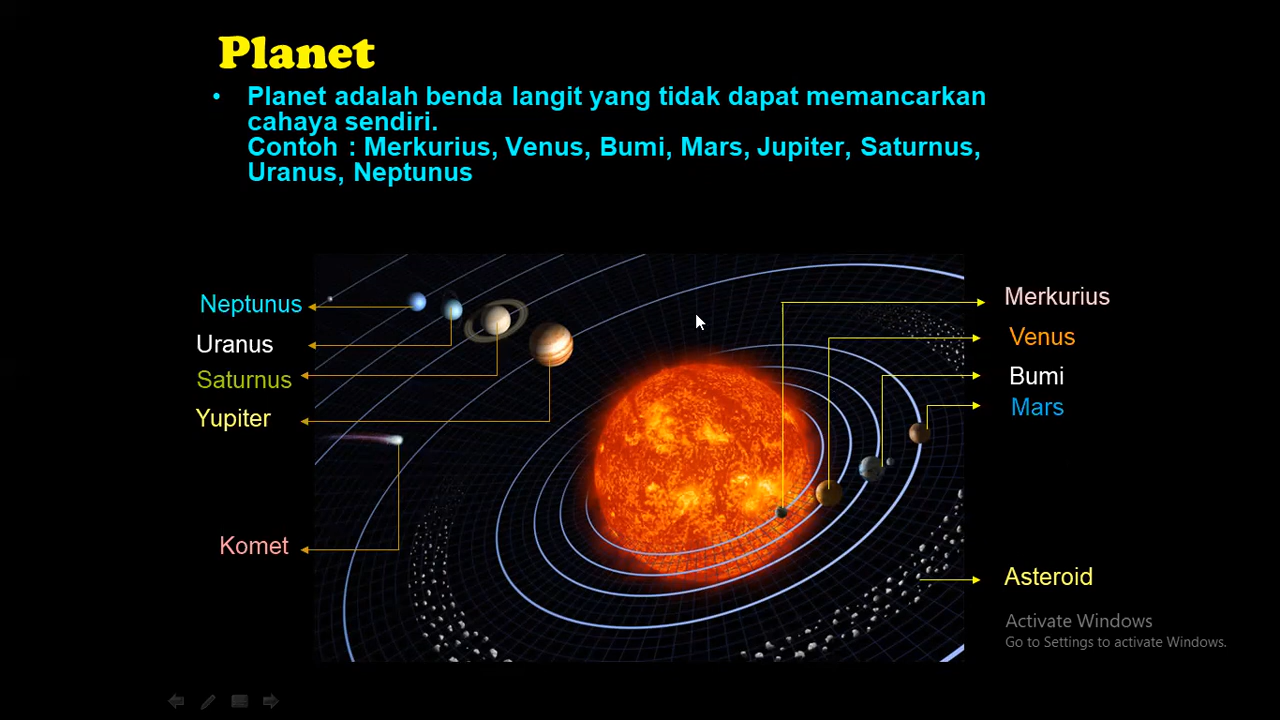 Planet
• Planet adalah benda langit yang tidak dapat memancarkan
cahaya sendiri.
Contoh : Merkurius, Venus, Bumi, Mars, Jupiter, Saturnus,
Uranus, Neptunus
Neptunus
Uranus
Saturnus
Yupiter
Komet
Merkurius
Venus
Bumi
Mars
Asteroid
Activate Windows
Go to Settings to activate Windows.